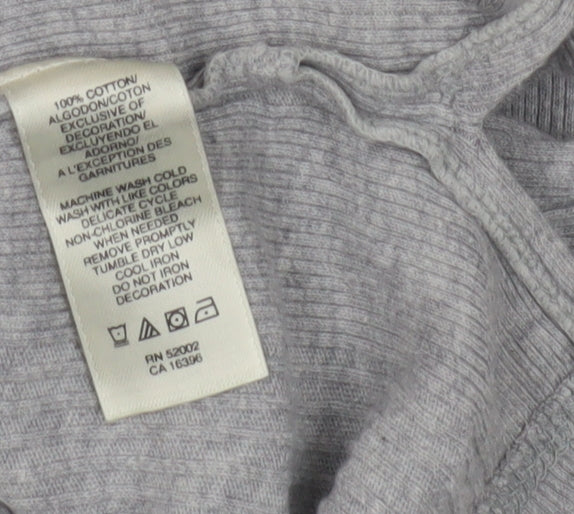 100% COTTON/
ALGODON/COTON
EXCLUSIVE OF
DECORATION/
EXCLUYENDO EL
ADORNO/
A L'EXCEPTION DES
GARNITURES
MACHINE WASH COLD
WASH WITH LIKE COLORS
DELICATE CYCLE
NON-CHLORINE BLEACH
WHEN NEEDED
REMOVE PROMPTLY
TUMBLE DRY LOW
COOL IRON
DO NOT IRON
DECORATION
RN 52002
CA 16396